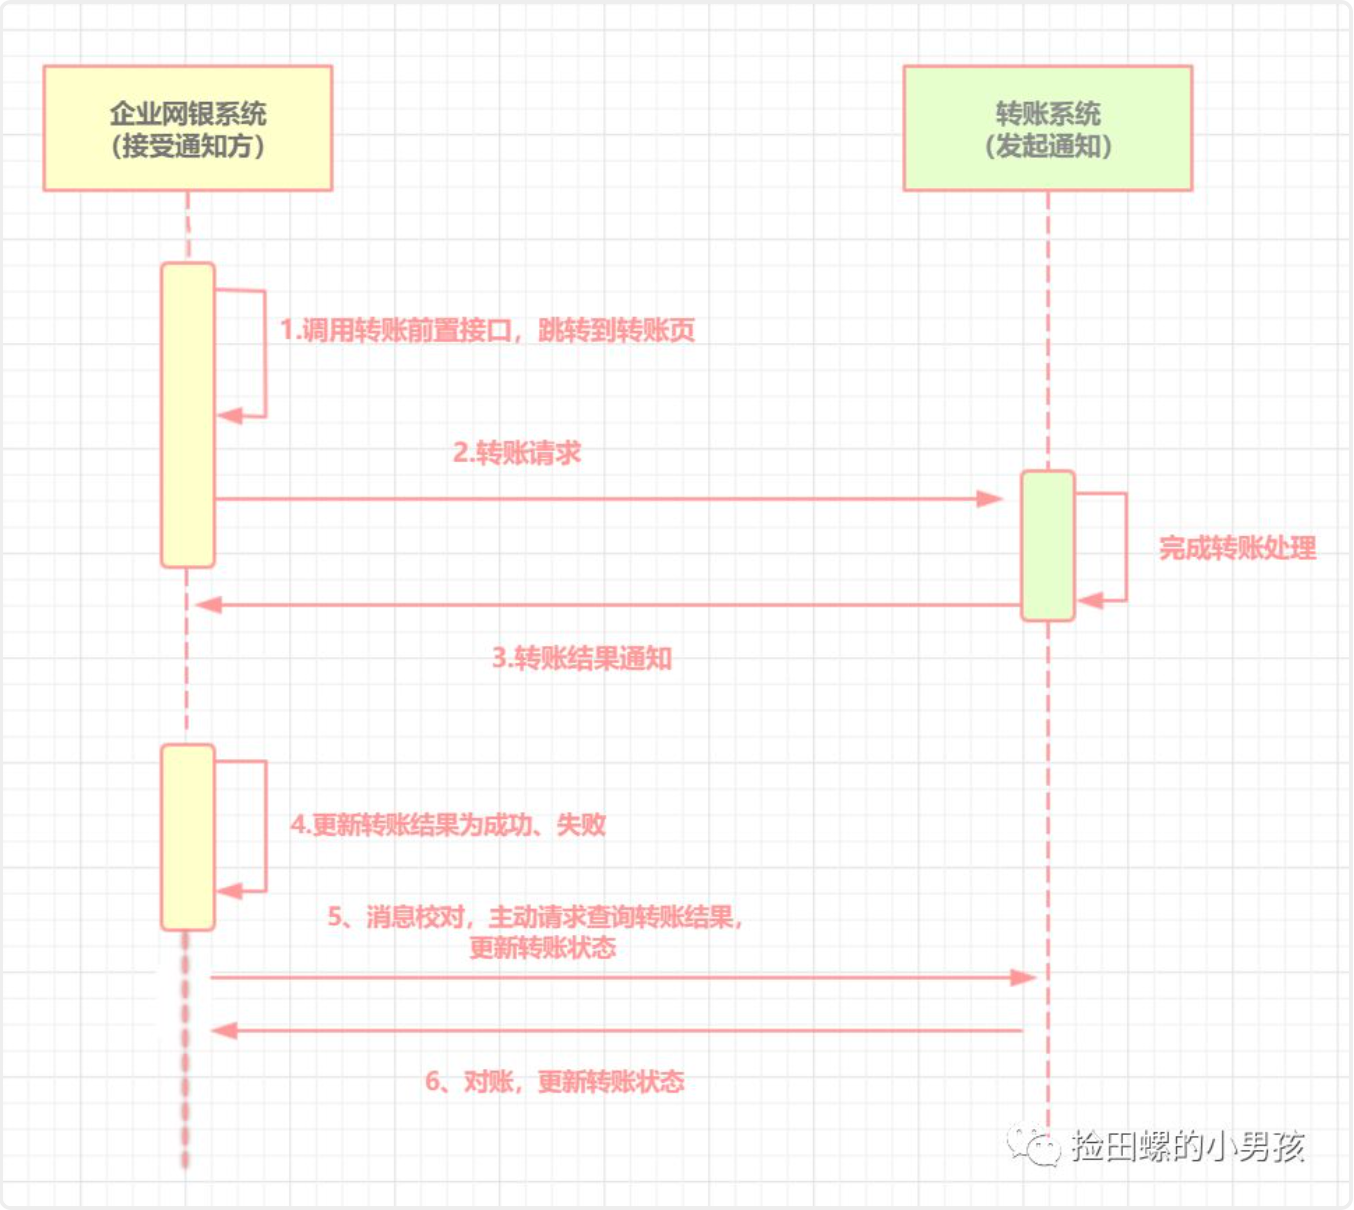 企业网银系统
（接受通知方）
转账系统
（发起通知）
1.调用转账前置接口，跳转到转账页
2.转账请求
完成转账处理
3.转账结果通知
4.更新转账结果为成功、失败
5、消息校对，主动请求查询转账结果，
更新转账状态
6、对账，更新转账状态
捡田螺的小男孩